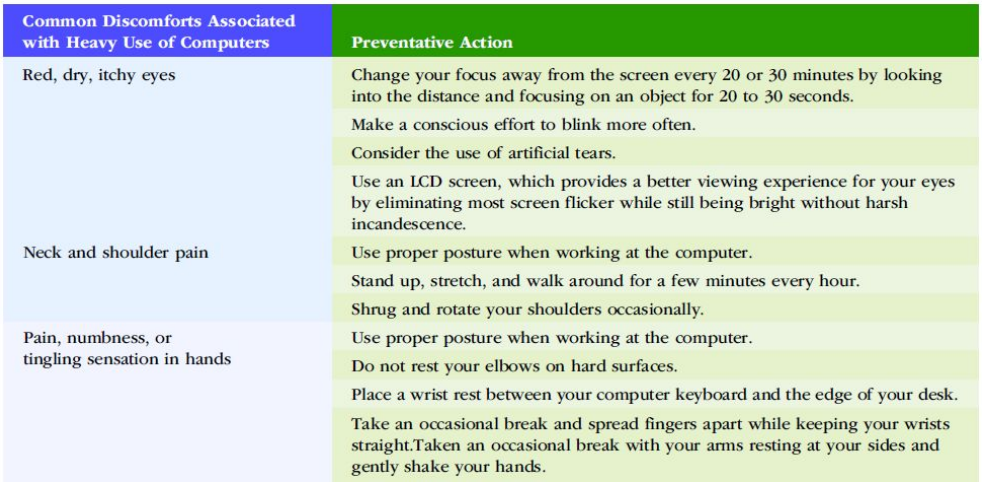 Common Discomforts Associated
with Heavy Use of Computers
Preventative Action
Red, dry, itchy eyes
Change your focus away from the screen every 20 or 30 minutes by looking
into the distance and focusing on an object for 20 to 30 seconds.
Make a conscious effort to blink more often.
Consider the use of artificial tears.
Use an LCD screen, which provides a better viewing experience for your eyes
by eliminating most screen flicker while still being bright without harsh
incandescence.
Neck and shoulder pain
Use proper posture when working at the computer.
Stand up, stretch, and walk around for a few minutes every hour.
Shrug and rotate your shoulders occasionally.
Pain, numbness, or
tingling sensation in hands
Use proper posture when working at the computer.
Do not rest your elbows on hard surfaces.
Place a wrist rest between your computer keyboard and the edge of your desk.
Take an occasional break and spread fingers apart while keeping your wrists
straight.Taken an occasional break with your arms resting at your sides and
gently shake your hands.